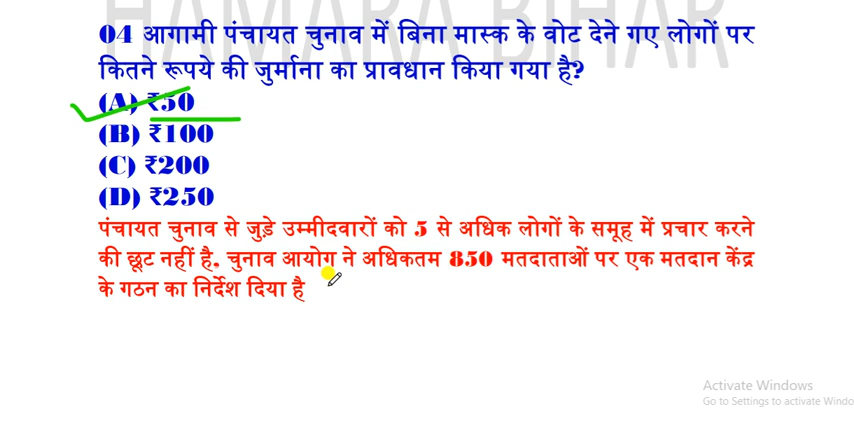 HAMARA BIHAR
04 आगामी पंचायत चुनाव में बिना मास्क के वोट देने गए लोगों पर
कितने रूपये की जुर्माना का प्रावधान किया गया है?
(A) ₹50
(B) ₹100
(C) ₹200
(D) ₹250
पंचायत चुनाव से जुड़े उम्मीदवारों को 5 से अधिक लोगों के समूह में प्रचार करने
की छूट नहीं है, चुनाव आयोग ने अधिकतम 850 मतदाताओं पर एक मतदान केंद्र
के गठन का निर्देश दिया है
Activate Windows
Go to Settings to activate Windo